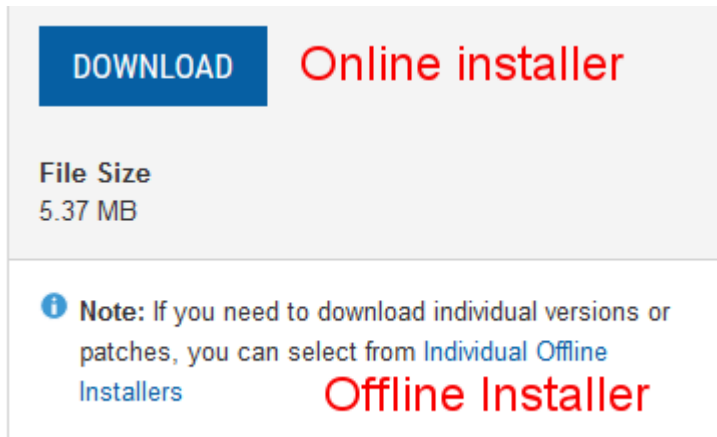 DOWNLOAD Online installer
File Size
5.37 MB
Note: If you need to download individual versions or
patches, you can select from Individual Offline
Installers Offline Installer